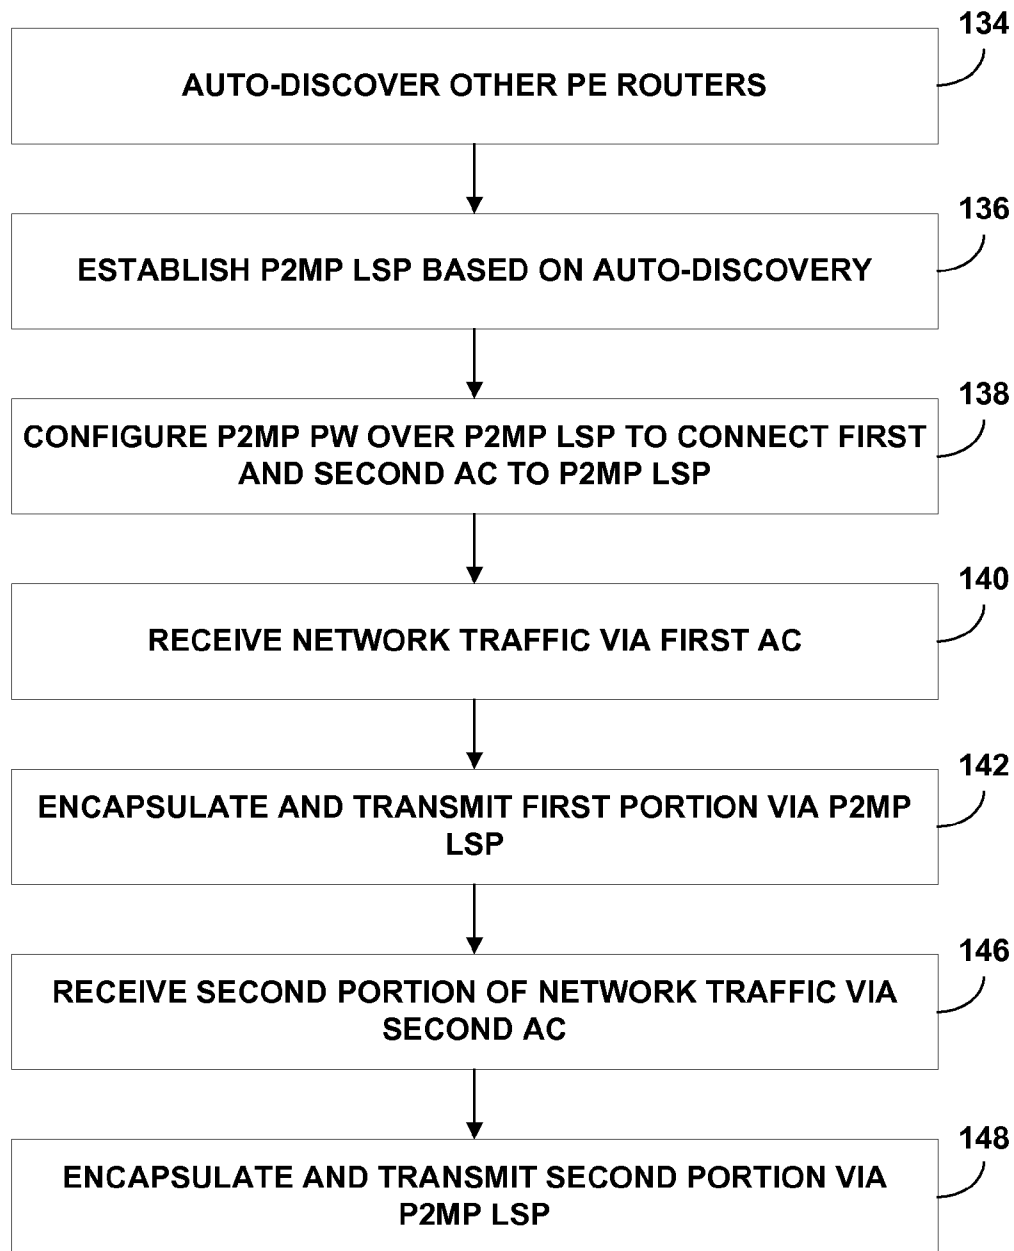 134
AUTO-DISCOVER OTHER PE ROUTERS
136
ESTABLISH P2MP LSP BASED ON AUTO-DISCOVERY
138
CONFIGURE P2MP PW OVER P2MP LSP TO CONNECT FIRST
AND SECOND AC TO P2MP LSP
140
RECEIVE NETWORK TRAFFIC VIA FIRST AC
142
ENCAPSULATE AND TRANSMIT FIRST PORTION VIA P2MP
LSP
146
RECEIVE SECOND PORTION OF NETWORK TRAFFIC VIA
SECOND AC
148
ENCAPSULATE AND TRANSMIT SECOND PORTION VIA
P2MP LSP